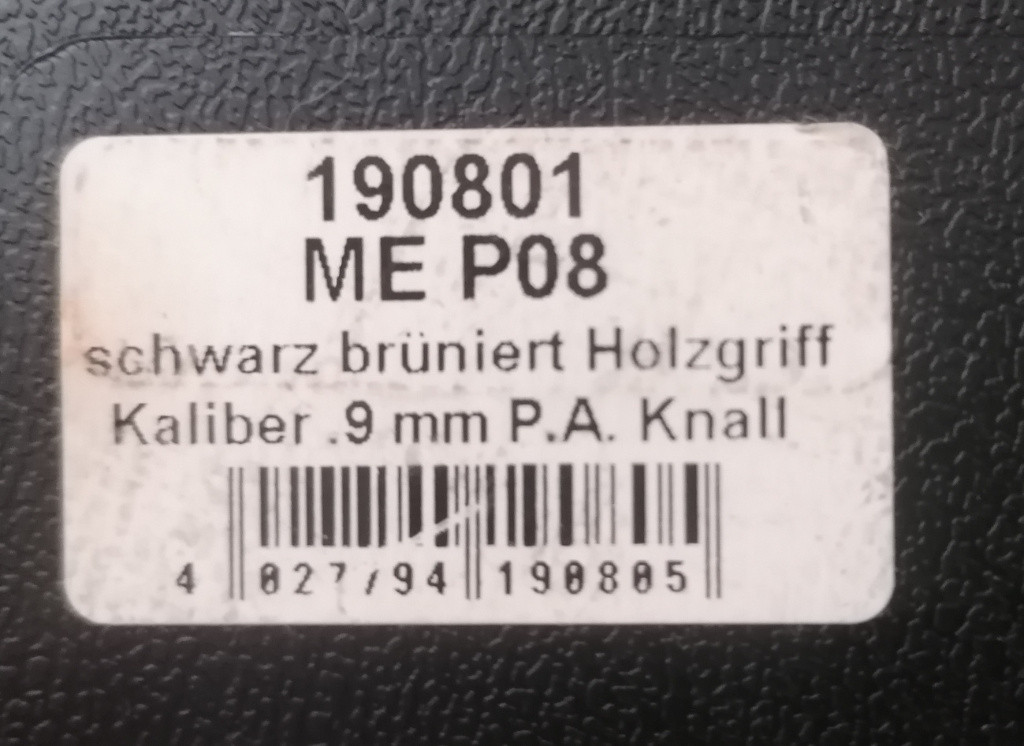 190801
ME P08
schwarz brüniert Holzgriff
Kaliber .9 mm P.A. Knall
4 027794 190805